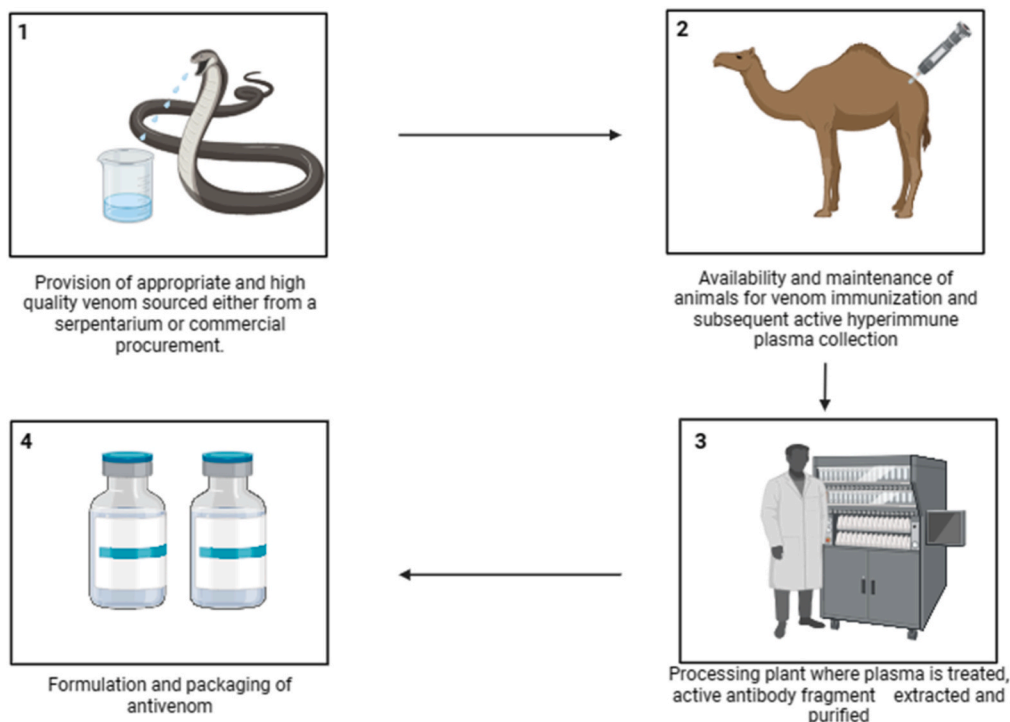 1
Provision of appropriate and high
quality venom sourced either from a
serpentarium or commercial
procurement.
2
Availability and maintenance of
animals for venom immunization and
subsequent active hyperimmune
plasma collection
3
Processing plant where plasma is treated,
active antibody fragment extracted and
purified
4
Formulation and packaging of
antivenom